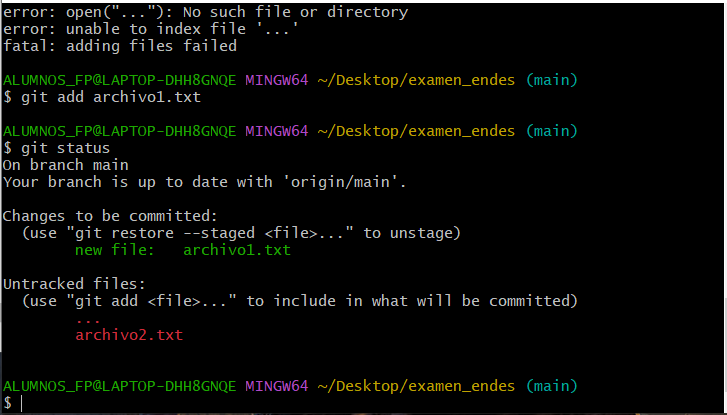 error: open("..."): No such file or directory
error: unable to index file '...'
fatal: adding files failed
ALUMNOS_FP@LAPTOP-DHH8GNQE MINGW64 ~/Desktop/examen_endes (main)
$ git add archivo1.txt
ALUMNOS_FP@LAPTOP-DHH8GNQE MINGW64 ~/Desktop/examen_endes (main)
$ git status
On branch main
Your branch is up to date with 'origin/main'.
Changes to be committed:
  (use "git restore --staged <file>..." to unstage)
        new file:   archivo1.txt
Untracked files:
  (use "git add <file>..." to include in what will be committed)
        ...
        archivo2.txt
ALUMNOS_FP@LAPTOP-DHH8GNQE MINGW64 ~/Desktop/examen_endes (main)
$